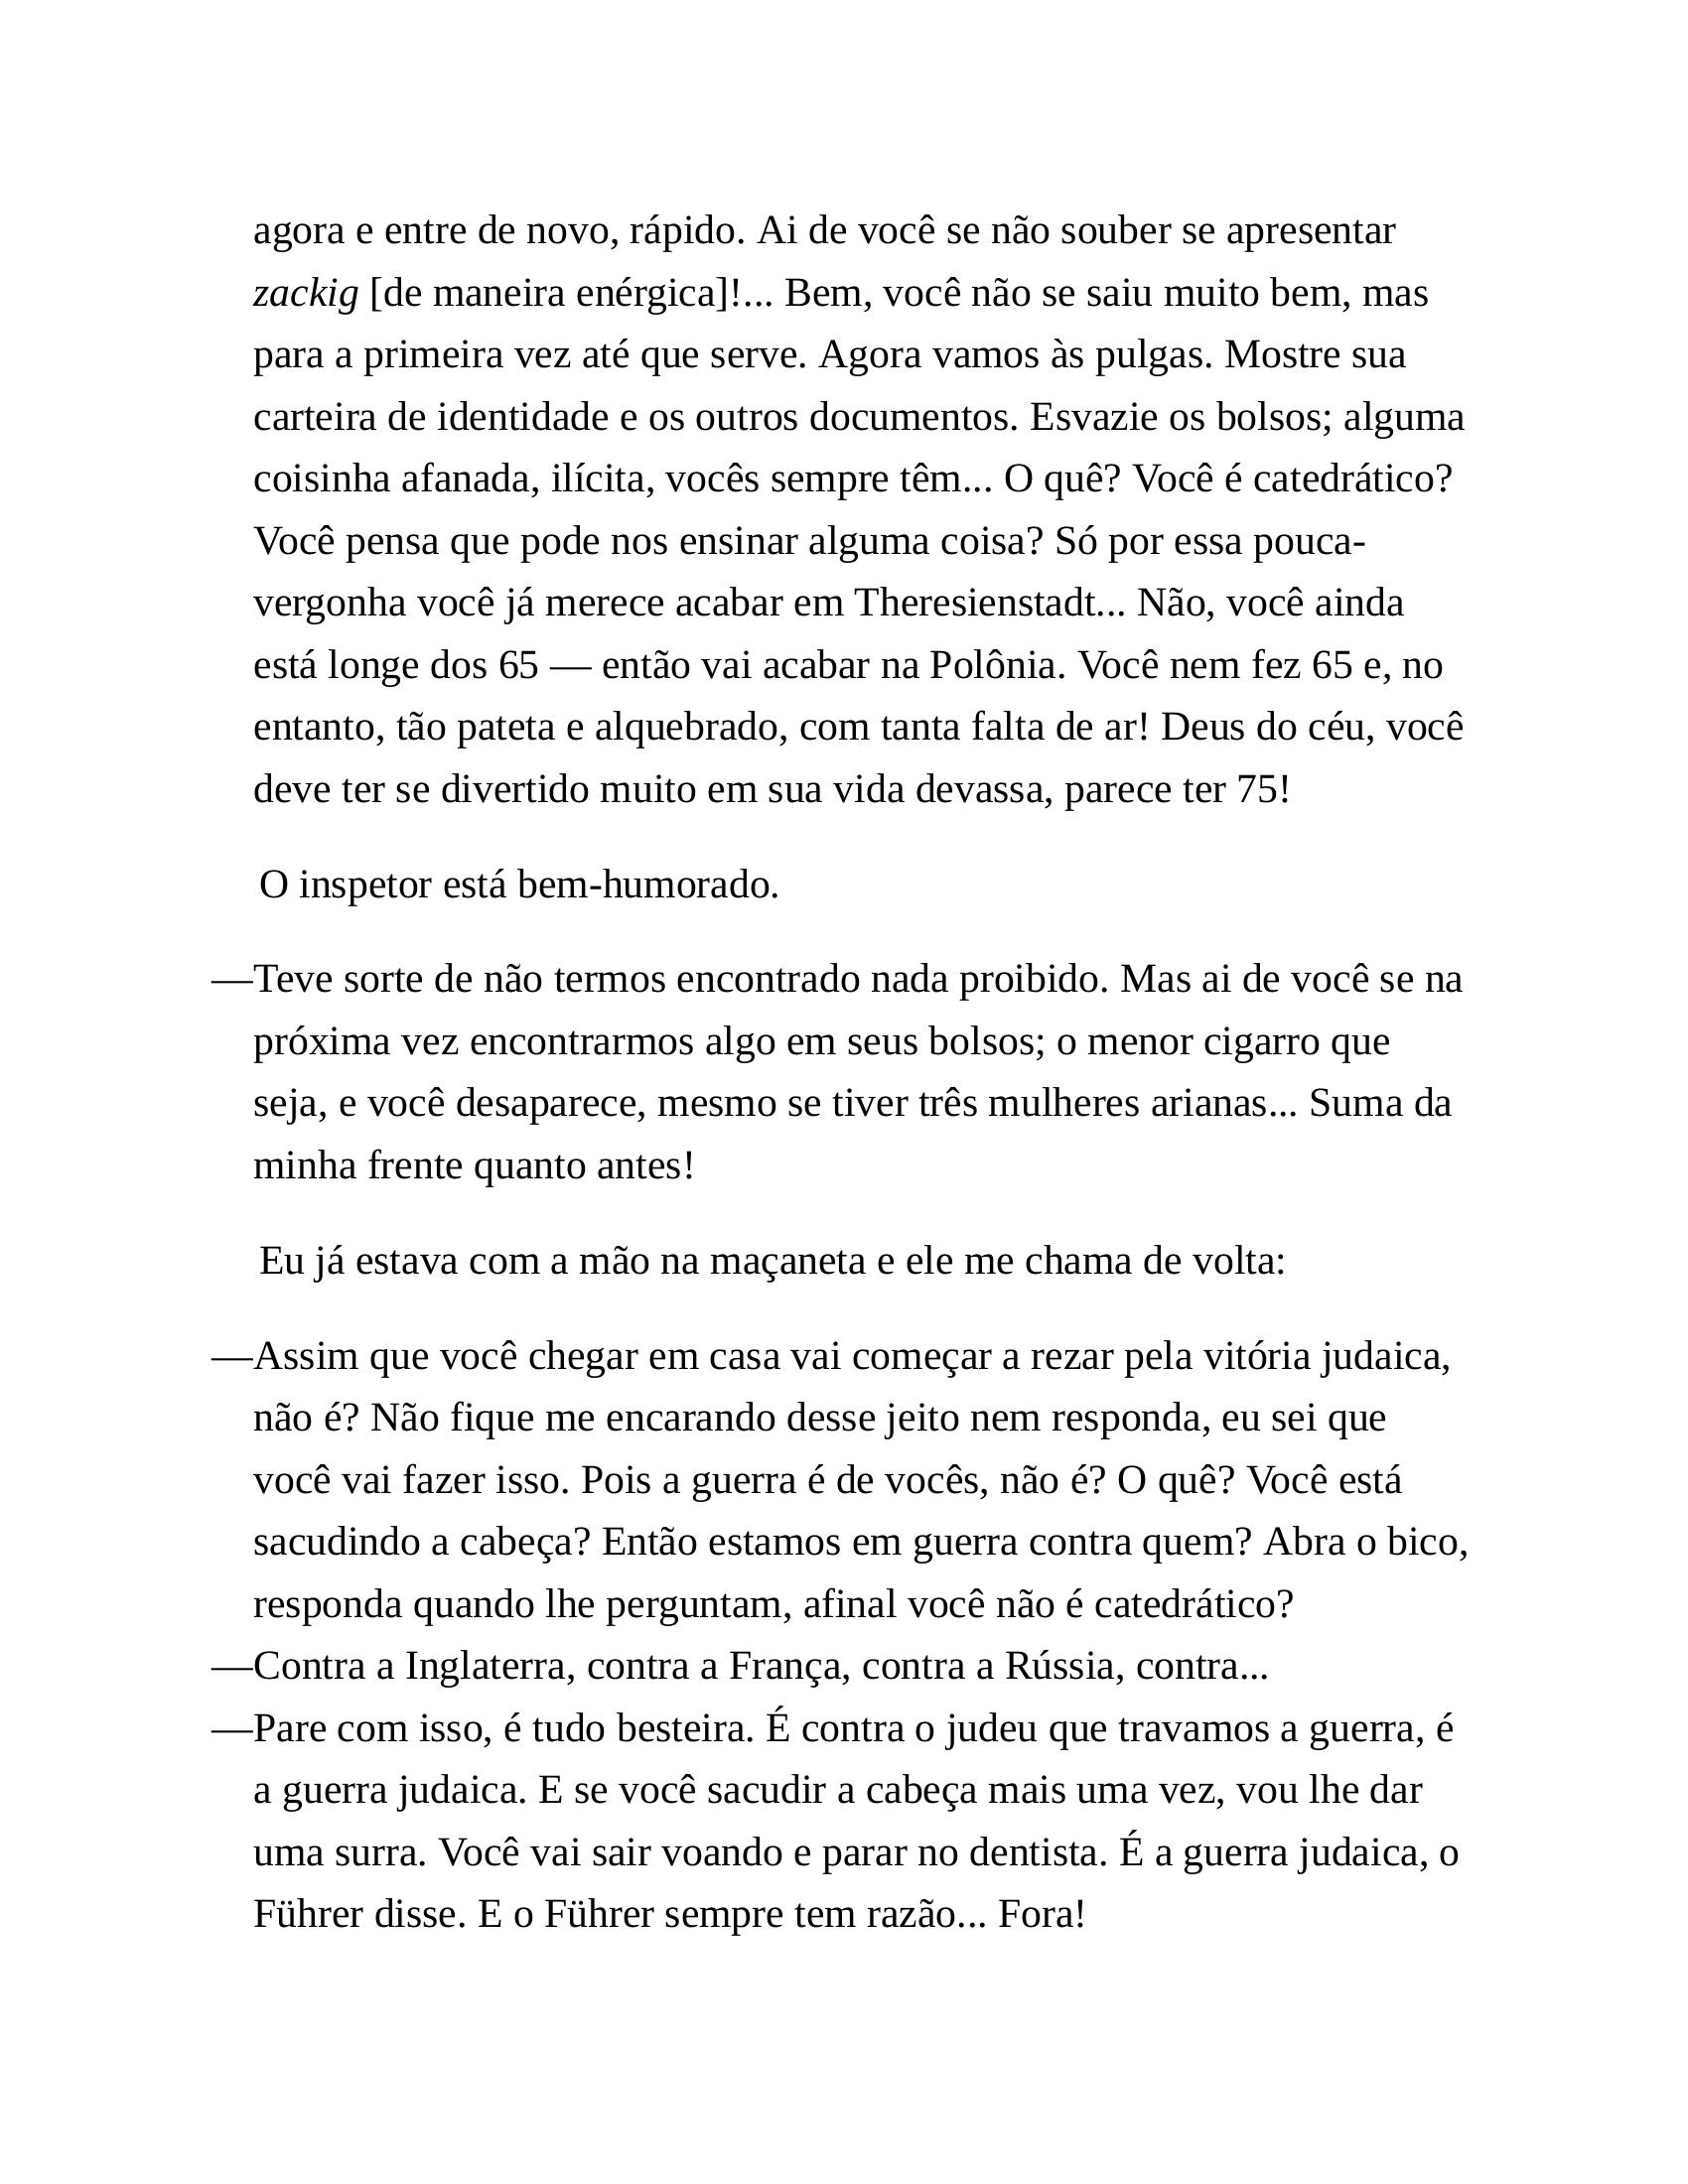 agora e entre de novo, rápido. Ai de você se não souber se apresentar
zackig [de maneira enérgica]!... Bem, você não se saiu muito bem, mas
para a primeira vez até que serve. Agora vamos às pulgas. Mostre sua
carteira de identidade e os outros documentos. Esvazie os bolsos; alguma
coisinha afanada, ilícita, vocês sempre têm... O quê? Você é catedrático?
Você pensa que pode nos ensinar alguma coisa? Só por essa pouca-
vergonha você já merece acabar em Theresienstadt... Não, você ainda
está longe dos 65 — então vai acabar na Polônia. Você nem fez 65 e, no
entanto, tão pateta e alquebrado, com tanta falta de ar! Deus do céu, você
deve ter se divertido muito em sua vida devassa, parece ter 75!
O inspetor está bem-humorado.
—Teve sorte de não termos encontrado nada proibido. Mas ai de você se na
próxima vez encontrarmos algo em seus bolsos; o menor cigarro que
seja, e você desaparece, mesmo se tiver três mulheres arianas... Suma da
minha frente quanto antes!
Eu já estava com a mão na maçaneta e ele me chama de volta:
—Assim que você chegar em casa vai começar a rezar pela vitória judaica,
não é? Não fique me encarando desse jeito nem responda, eu sei que
você vai fazer isso. Pois a guerra é de vocês, não é? O quê? Você está
sacudindo a cabeça? Então estamos em guerra contra quem? Abra o bico,
responda quando lhe perguntam, afinal você não é catedrático?
—Contra a Inglaterra, contra a França, contra a Rússia, contra...
—Pare com isso, é tudo besteira. É contra o judeu que travamos a guerra, é
a guerra judaica. E se você sacudir a cabeça mais uma vez, vou lhe dar
uma surra. Você vai sair voando e parar no dentista. É a guerra judaica, o
Führer disse. E o Führer sempre tem razão... Fora!